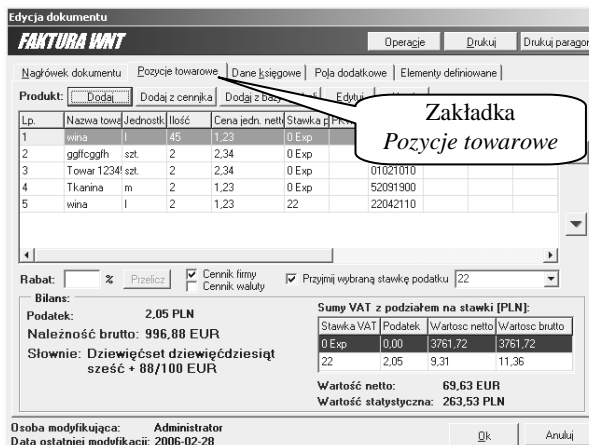 Edycja dokumentu
FAKTURA WNT
Operacje Drukuj Drukuj paragon
Nagłówek dokumentu Pozycje towarowe Dane księgowe Pola dodatkowe Elementy definiowane
Produkt: Dodaj Dodaj z cennika Dodaj z bazy Edytuj
Zakładka
Pozycje towarowe
Lp. Nazwa towa Jednostk Ilość Cena jedn. nett Stawka p
1 wina l 45 1,23 0 Exp
2 ggffcggfh szt. 2 2,34 0 Exp
3 Towar 1234 szt. 2 2,34 0 Exp 01021010
4 Tkanina m 2 1,23 0 Exp 52091900
5 wina l 2 1,23 22 22042110
Rabat: % Przelicz Cennik firmy Przyjmij wybraną stawkę podatku 22
Cennik waluty
Bilans:
Podatek: 2,05 PLN
Należność brutto: 996,88 EUR
Słownie: Dziewięćset dziewięćdziesiąt
sześć + 88/100 EUR
Sumy VAT z podziałem na stawki [PLN]:
Stawka VAT Podatek Wartosc netto Wartosc brutto
0 Exp 0,00 3761,72 3761,72
22 2,05 9,31 11,36
Wartość netto: 69,63 EUR
Wartość statystyczna: 263,53 PLN
Osoba modyfikująca: Administrator
Data ostatniej modyfikacji: 2006-02-28
Ok Anuluj